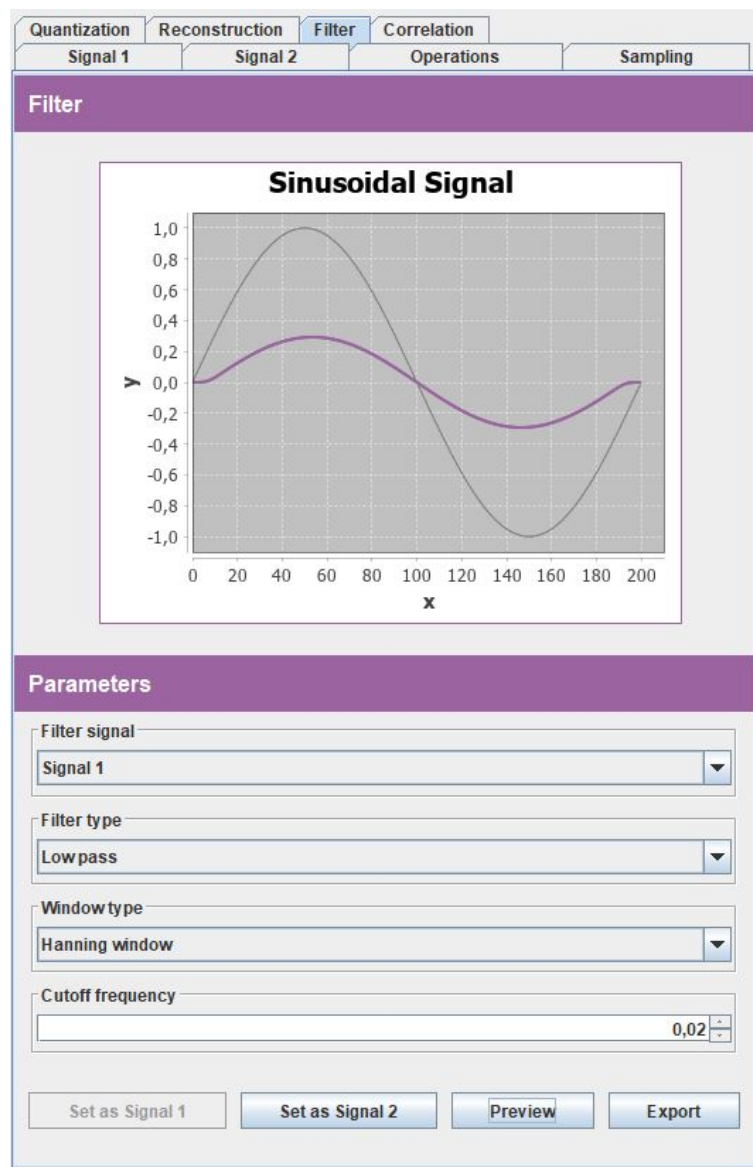 Quantization Reconstruction Filter Correlation
Signal 1 Signal 2 Operations Sampling
Filter
Sinusoidal Signal
1,0
0,8
0,6
0,4
0,2
y 0,0
-0,2
-0,4
-0,6
-0,8
-1,0
0 20 40 60 80 100 120 140 160 180 200
x
Parameters
Filter signal
Signal 1
Filter type
Low pass
Window type
Hanning window
Cutoff frequency
0,02
Set as Signal 1 Set as Signal 2 Preview Export